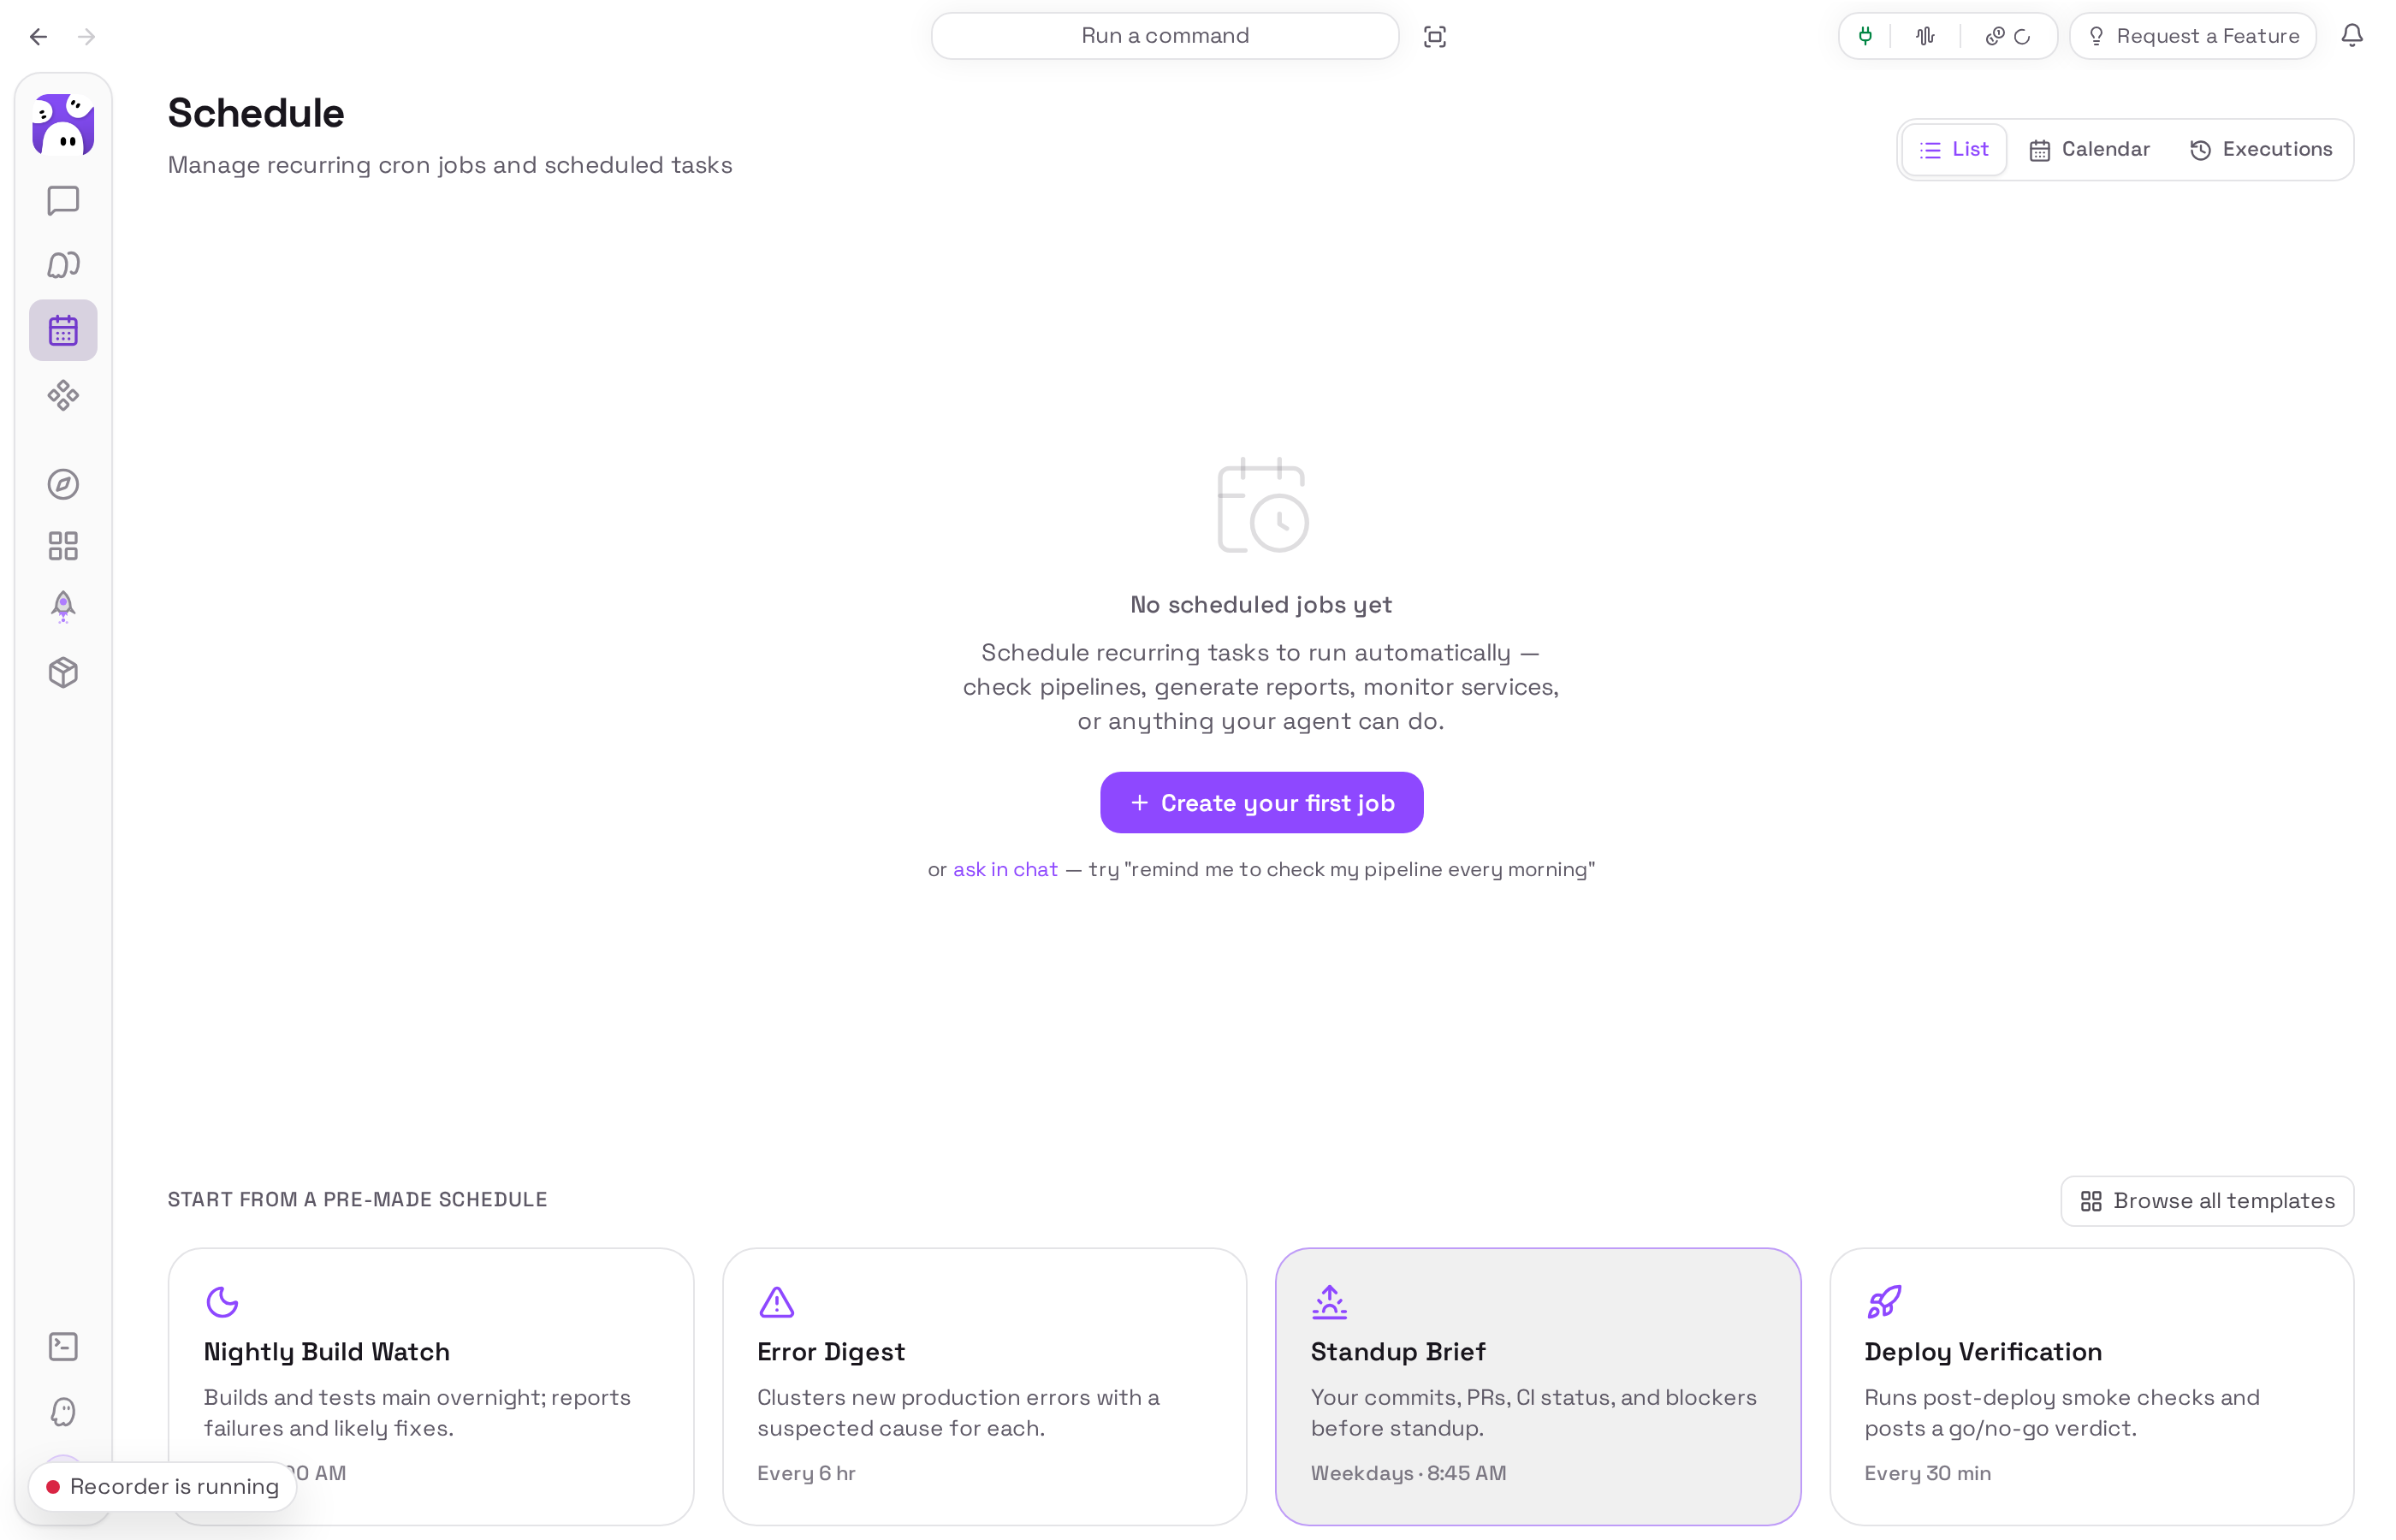 Run a command
Request a Feature
Schedule
Manage recurring cron jobs and scheduled tasks
List
Calendar
Executions
No scheduled jobs yet
Schedule recurring tasks to run automatically —
check pipelines, generate reports, monitor services,
or anything your agent can do.
+ Create your first job
or ask in chat — try "remind me to check my pipeline every morning"
START FROM A PRE-MADE SCHEDULE
Browse all templates
Nightly Build Watch
Builds and tests main overnight; reports
failures and likely fixes.
AM
Error Digest
Clusters new production errors with a
suspected cause for each.
Every 6 hr
Standup Brief
Your commits, PRs, CI status, and blockers
before standup.
Weekdays · 8:45 AM
Deploy Verification
Runs post-deploy smoke checks and
posts a go/no-go verdict.
Every 30 min
Recorder is running